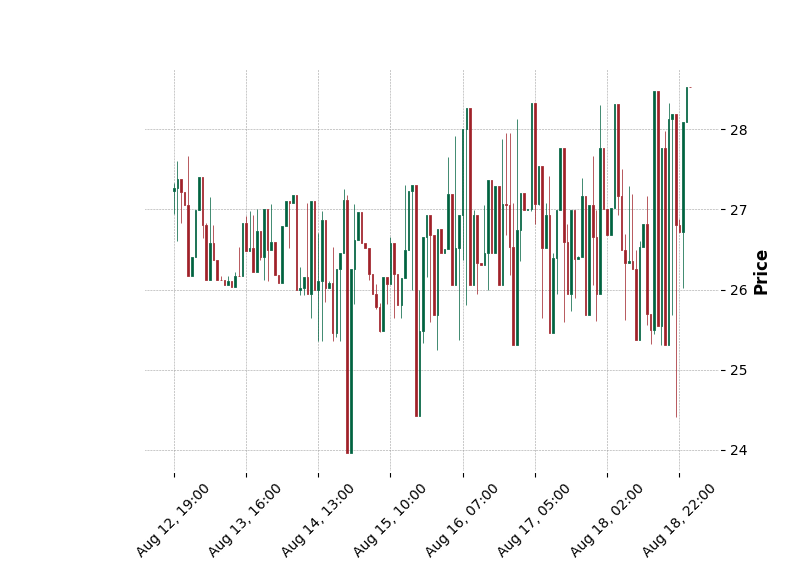 28
27
26
25
24
Price
Aug 12, 19:00
Aug 13, 16:00
Aug 14, 13:00
Aug 15, 10:00
Aug 16, 07:00
Aug 17, 05:00
Aug 18, 02:00
Aug 18, 22:00